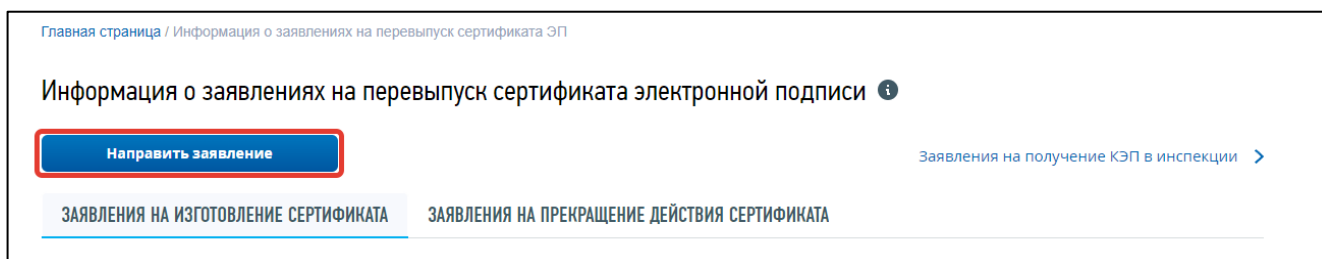 Главная страница / Информация о заявлениях на перевыпуск сертификата ЭП
Информация о заявлениях на перевыпуск сертификата электронной подписи i
Направить заявление
Заявления на получение КЭП в инспекции >
ЗАЯВЛЕНИЯ НА ИЗГОТОВЛЕНИЕ СЕРТИФИКАТА ЗАЯВЛЕНИЯ НА ПРЕКРАЩЕНИЕ ДЕЙСТВИЯ СЕРТИФИКАТА